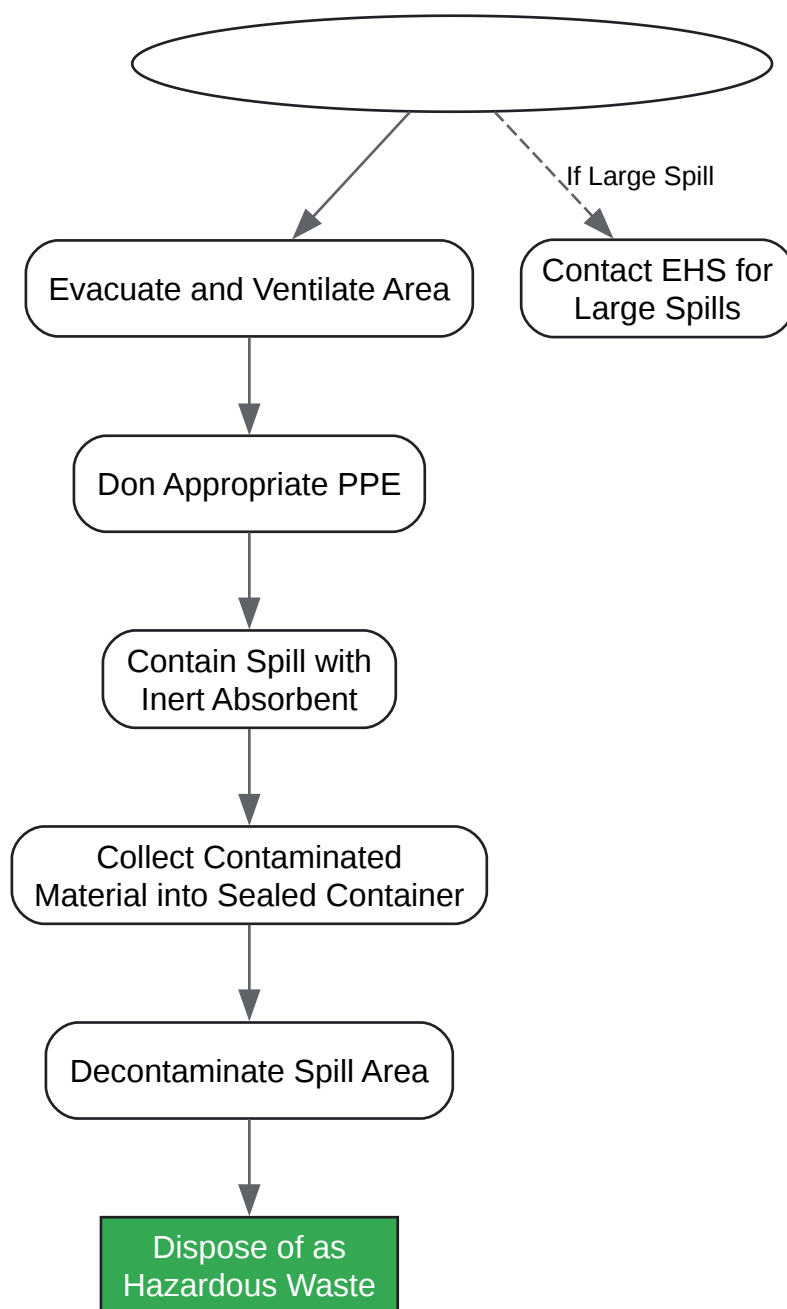 If Large Spill
Evacuate and Ventilate Area
Contact EHS for
Large Spills
Don Appropriate PPE
Contain Spill with
Inert Absorbent
Collect Contaminated
Material into Sealed Container
Decontaminate Spill Area
Dispose of as
Hazardous Waste